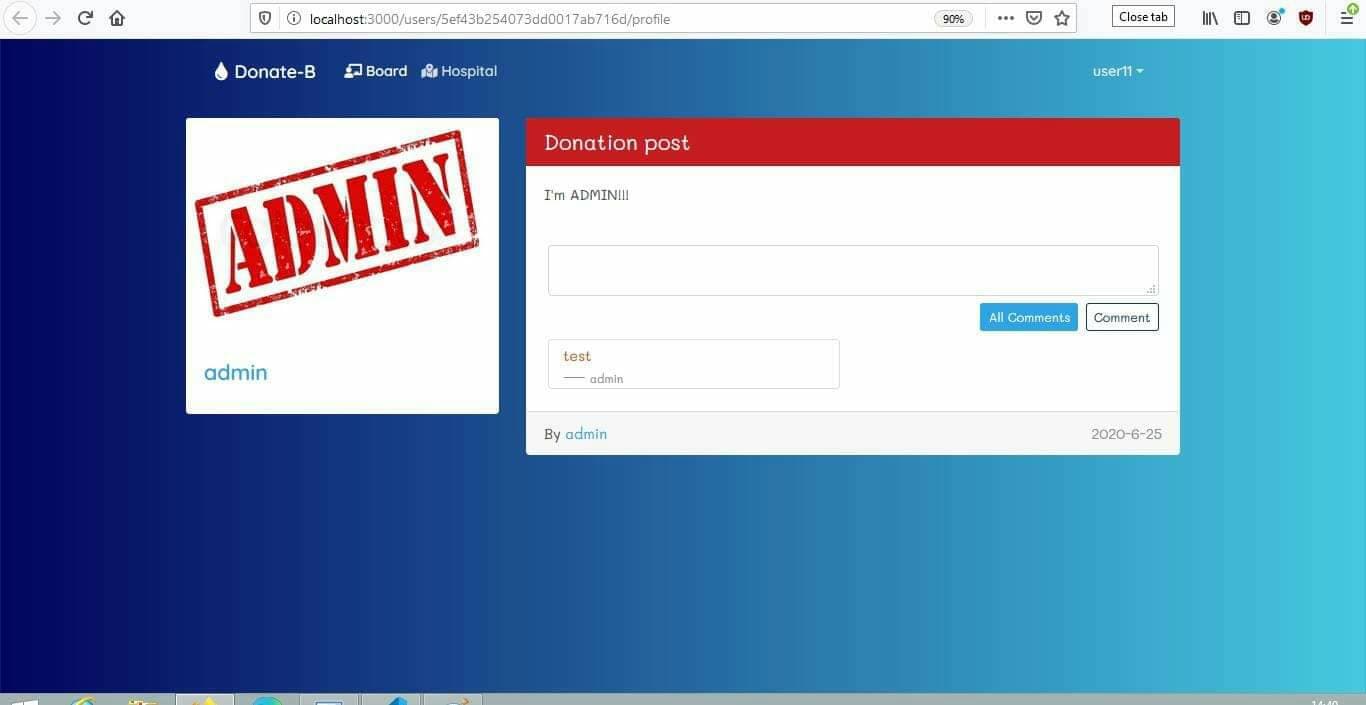 localhost:3000/users/5ef43b254073dd0017ab716d/profile
90%
Close tab
Donate-B
Board
Hospital
user11
ADMIN
admin
Donation post
I'm ADMIN!!!
All Comments
Comment
test
admin
By admin
2020-6-25